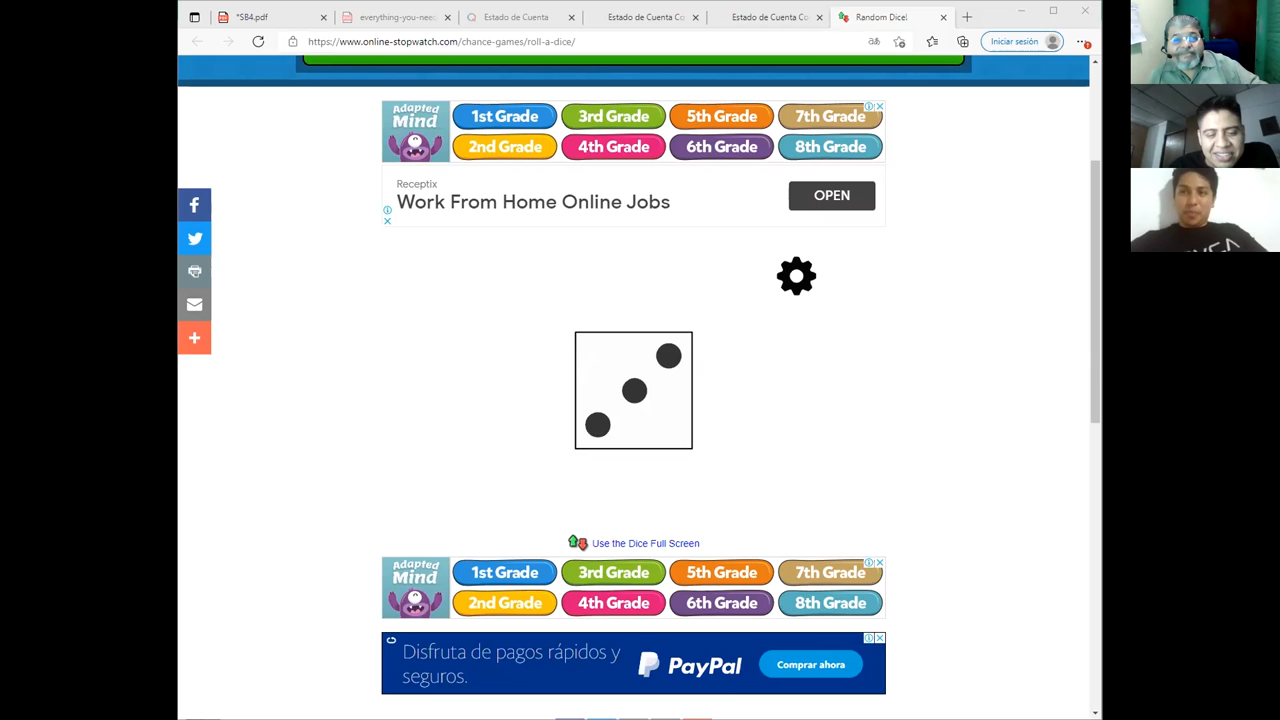 *SB4.pdf
everything-you-nee
Estado de Cuenta
Estado de Cuenta Co
Estado de Cuenta Co
Random Dice!
https://www.online-stopwatch.com/chance-games/roll-a-dice/
Iniciar sesión
Adapted Mind
1st Grade
3rd Grade
5th Grade
7th Grade
2nd Grade
4th Grade
6th Grade
8th Grade
Receptix
Work From Home Online Jobs
OPEN
Use the Dice Full Screen
Adapted Mind
1st Grade
3rd Grade
5th Grade
7th Grade
2nd Grade
4th Grade
6th Grade
8th Grade
Disfruta de pagos rápidos y
seguros.
PayPal
Comprar ahora